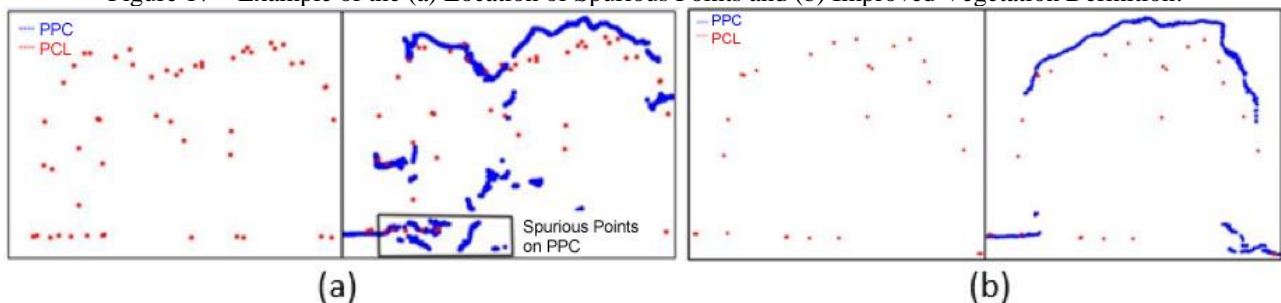 Figure Example of the (a) Location of Spurious Points and (b) Improved Vegetation Definition.
PPC
PCL
Spurious Points
on PPC
(a)
PPC
PCL
(b)